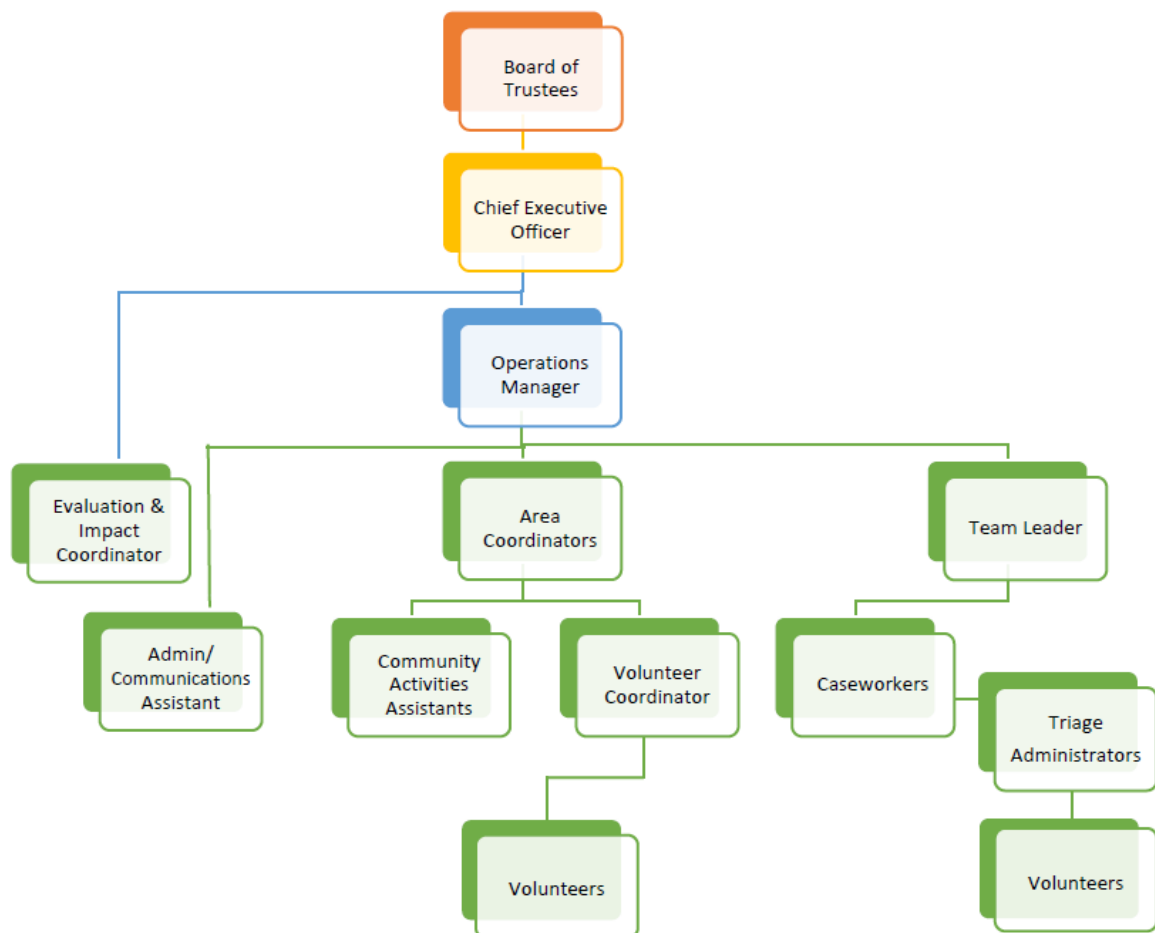 Board of
Trustees
Chief Executive
Officer
Operations
Manager
Evaluation &
Impact
Coordinator
Area
Coordinators
Team Leader
Admin/
Communications
Assistant
Community
Activities
Assistants
Volunteer
Coordinator
Caseworkers
Triage
Administrators
Volunteers
Volunteers